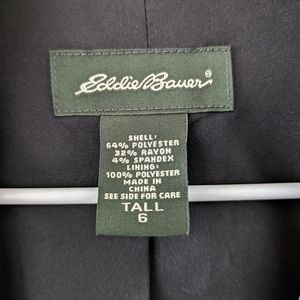 Eddie Bauer®
SHELL:
64% POLYESTER
32% RAYON
4% SPANDEX
LINING:
100% POLYESTER
MADE IN
CHINA
SEE SIDE FOR CARE
TALL
6